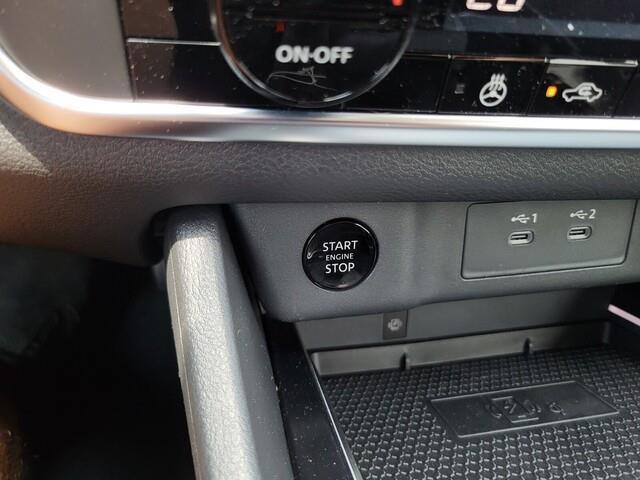 ON·OFF
1
2
START
ENGINE
STOP